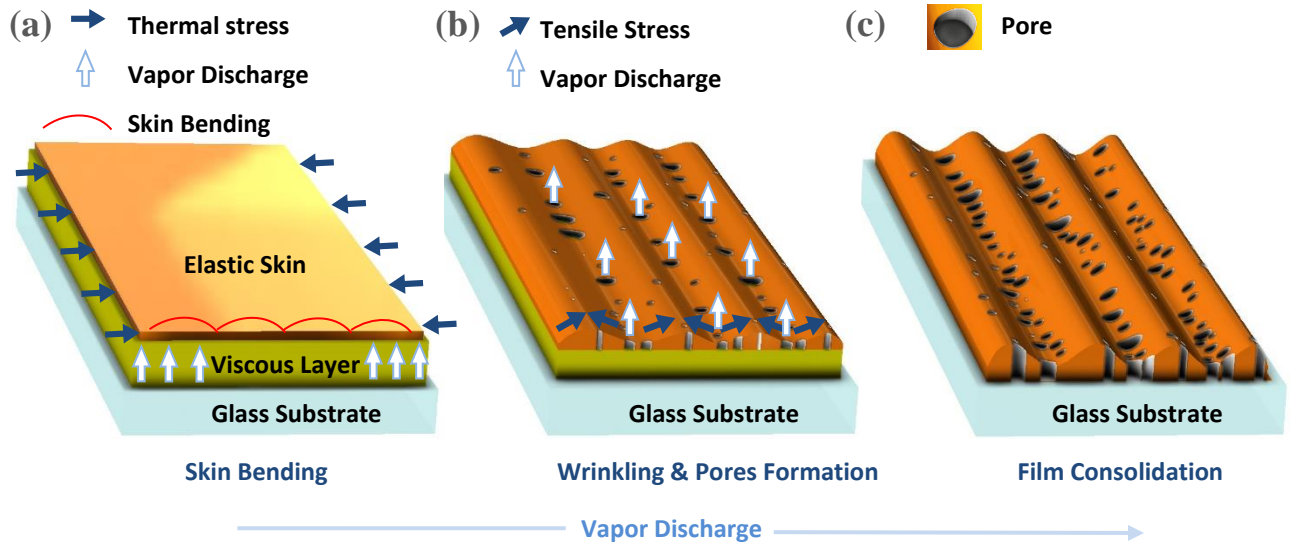 (a)
Thermal stress
Vapor Discharge
Skin Bending
Elastic Skin
Viscous Layer
Glass Substrate
Skin Bending
(b)
Tensile Stress
Vapor Discharge
Glass Substrate
Wrinkling & Pores Formation
(c)
Pore
Glass Substrate
Film Consolidation
Vapor Discharge